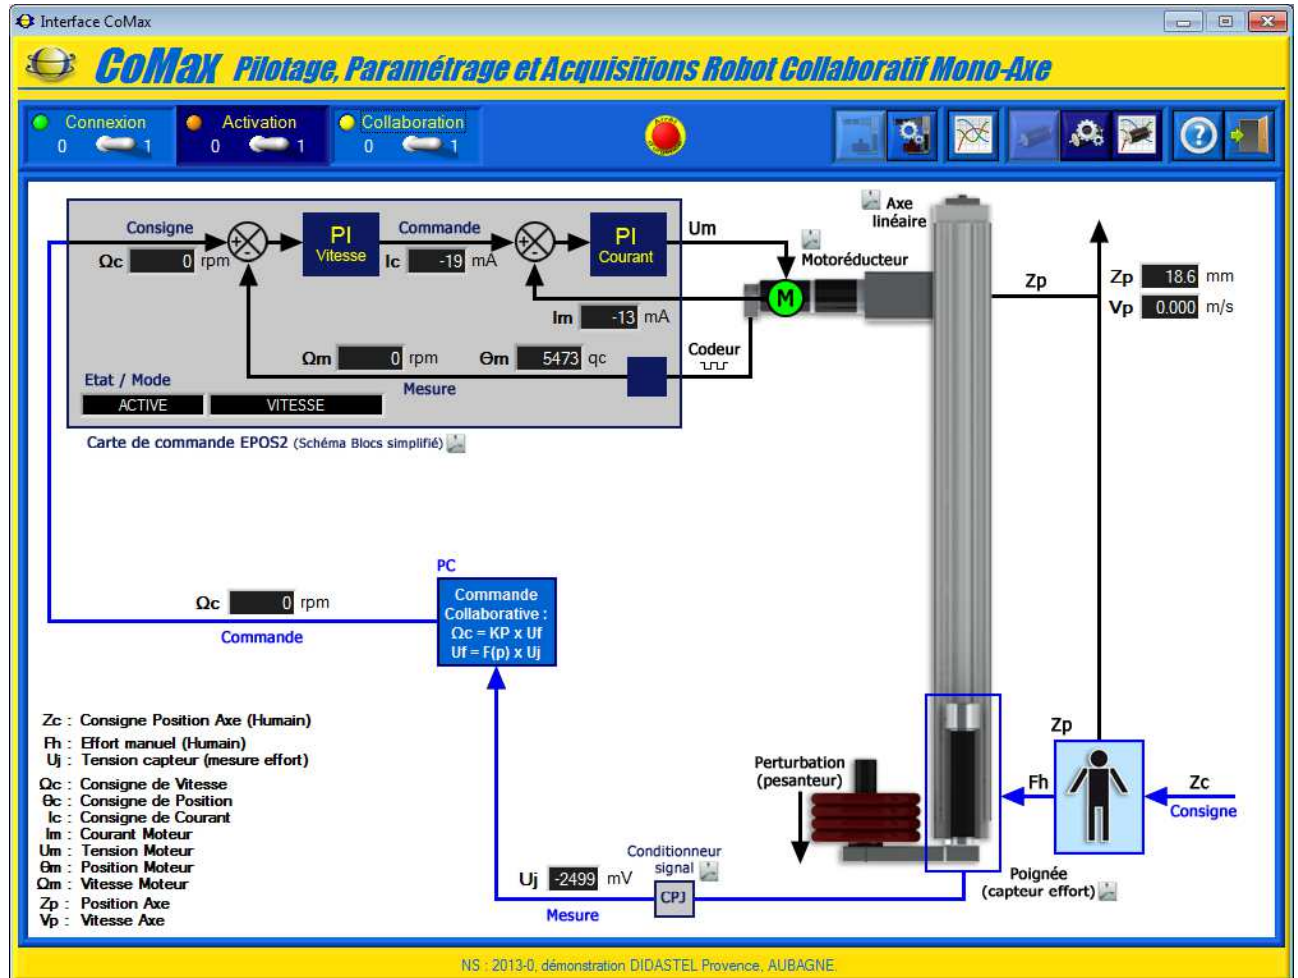 Interface CoMax
CoMax Pilotage, Paramétrage et Acquisitions Robot Collaboratif Mono-Axe
Connexion
0 1
Activation
0 1
Collaboration
0 1
Consigne
Ωc 0 rpm
PI
Vitesse
Commande
Ic -19 mA
PI
Courant
Um
Im -13 mA
Ωm 0 rpm
Θm 5473 qc
Mesure
Codeur
Etat / Mode
ACTIVE
VITESSE
Carte de commande EPOS2 (Schéma Blocs simplifié)
Axe
linéaire
Motoréducteur
M
Zp
Zp 18.6 mm
Vp 0.000 m/s
PC
Commande
Collaborative :
Ωc = KP x Uf
Uf = F(p) x Uj
Ωc 0 rpm
Commande
Zc : Consigne Position Axe (Humain)
Fh : Effort manuel (Humain)
Uj : Tension capteur (mesure effort)
Ωc : Consigne de Vitesse
Θc : Consigne de Position
Ic : Consigne de Courant
Im : Courant Moteur
Um : Tension Moteur
Θm : Position Moteur
Ωm : Vitesse Moteur
Zp : Position Axe
Vp : Vitesse Axe
Perturbation
(pesanteur)
Zp
Fh
Zc
Consigne
Poignée
(capteur effort)
Conditionneur
signal
CPJ
Uj -2499 mV
Mesure
NS : 2013-0, démonstration DIDASTEL Provence, AUBAGNE.